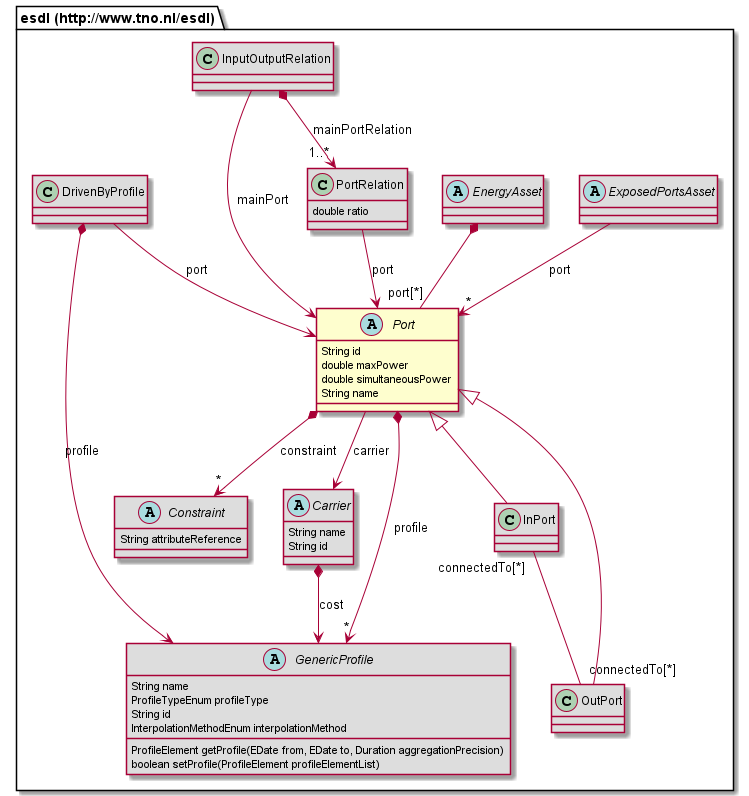 esdl (http://www.tno.nl/esdl)
C InputOutputRelation
mainPortRelation
1..*
C DrivenByProfile
C PortRelation
double ratio
A EnergyAsset
A ExposedPortsAsset
mainPort
port
port
port[*]
port
*
A Port
String id
double maxPower
double simultaneousPower
String name
profile
constraint
carrier
*
A Constraint
String attributeReference
A Carrier
String name
String id
profile
C InPort
connectedTo[*]
cost
*
A GenericProfile
String name
ProfileTypeEnum profileType
String id
InterpolationMethodEnum interpolationMethod
ProfileElement getProfile(EDate from, EDate to, Duration aggregationPrecision)
boolean setProfile(ProfileElement profileElementList)
connectedTo[*]
C OutPort